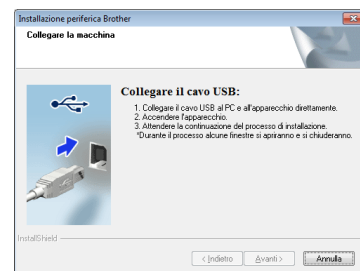 Installazione periferica Brother
Collegare la macchina
Collegare il cavo USB:
1. Collegare il cavo USB al PC e all'apparecchio direttamente.
2. Accendere l'apparecchio.
3. Attendere la continuazione del processo di installazione.
*Durante il processo alcune finestre si apriranno e si chiuderanno.
InstallShield
< Indietro Avanti > Annulla